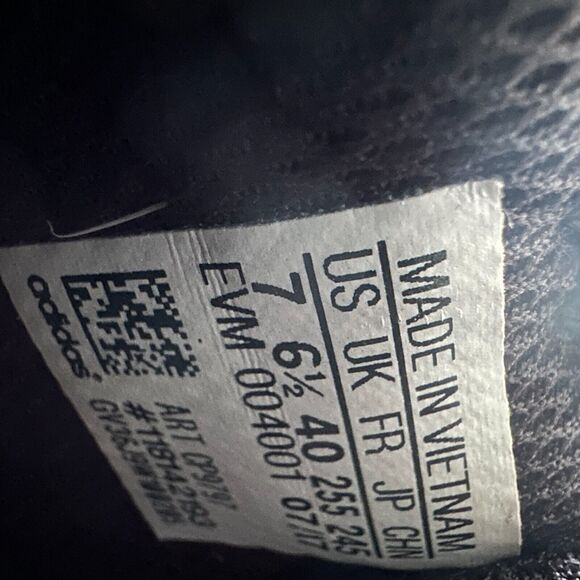 MADE IN VIETNAM
US UK FR JP CHN
7 6½ 40 255 245
EVM 004001 07/17
adidas
ART